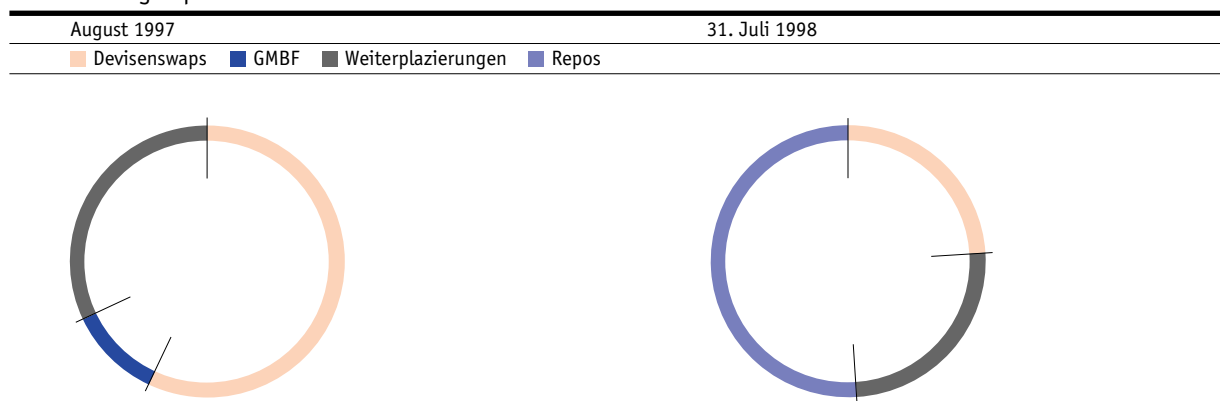 August 1997 31. Juli 1998
Devisenswaps GMBF Weiterplazierungen Repos